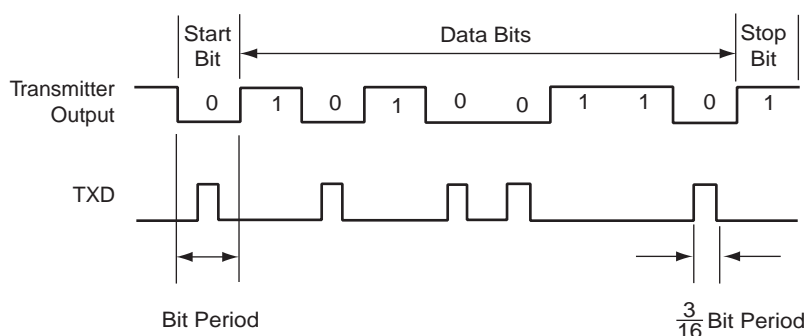 Start
Bit
Data Bits
Stop
Bit
Transmitter
Output
0 1 0 1 0 0 1 1 0 1
TXD
Bit Period
3/16 Bit Period